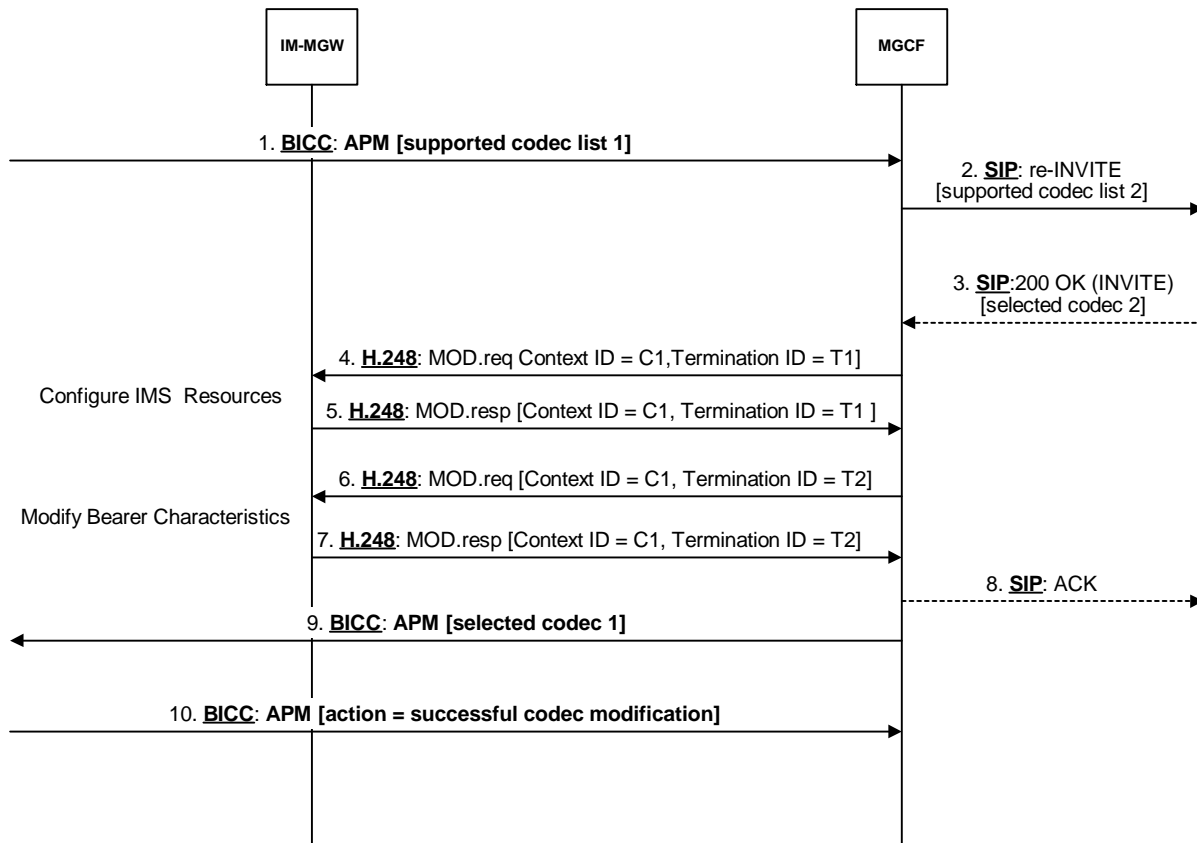 IM-MGW
MGCF
1. BICC: APM [supported codec list 1]
2. SIP: re-INVITE
[supported codec list 2]
3. SIP:200 OK (INVITE)
[selected codec 2]
4. H.248: MOD.req Context ID = C1,Termination ID = T1]
Configure IMS Resources
5. H.248: MOD.resp [Context ID = C1, Termination ID = T1 ]
6. H.248: MOD.req [Context ID = C1, Termination ID = T2]
Modify Bearer Characteristics
7. H.248: MOD.resp [Context ID = C1, Termination ID = T2]
8. SIP: ACK
9. BICC: APM [selected codec 1]
10. BICC: APM [action = successful codec modification]